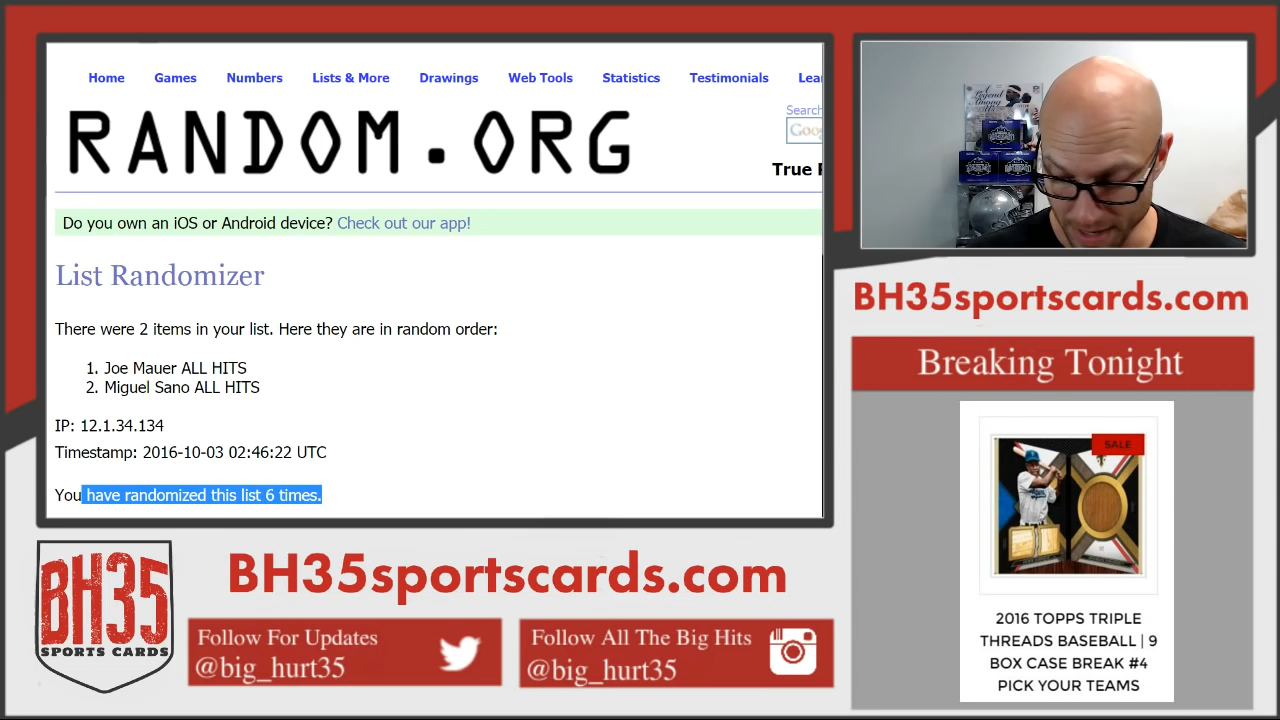 Home Games Numbers Lists & More Drawings Web Tools Statistics Testimonials Lea
RANDOM.ORG
Search
Goo
True
Do you own an iOS or Android device? Check out our app!
List Randomizer
There were 2 items in your list. Here they are in random order:
1. Joe Mauer ALL HITS
2. Miguel Sano ALL HITS
IP: 12.1.34.134
Timestamp: 2016-10-03 02:46:22 UTC
You have randomized this list 6 times.
BH35sportscards.com
Breaking Tonight
SALE
2016 TOPPS TRIPLE
THREADS BASEBALL | 9
BOX CASE BREAK #4
PICK YOUR TEAMS
BH35
SPORTS CARDS
BH35sportscards.com
Follow For Updates
@big_hurt35
Follow All The Big Hits
@big_hurt35